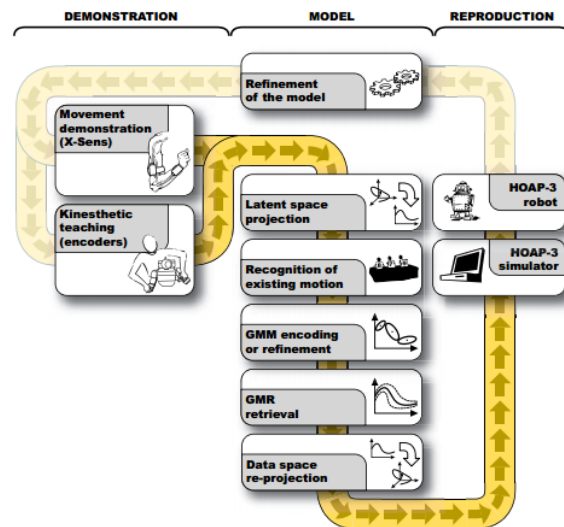 DEMONSTRATION
MODEL
REPRODUCTION
Refinement
of the model
Movement
demonstration
(X-Sens)
Kinesthetic
teaching
(encoders)
Latent space
projection
Recognition of
existing motion
GMM encoding
or refinement
GMR
retrieval
Data space
re-projection
HOAP-3
robot
HOAP-3
simulator